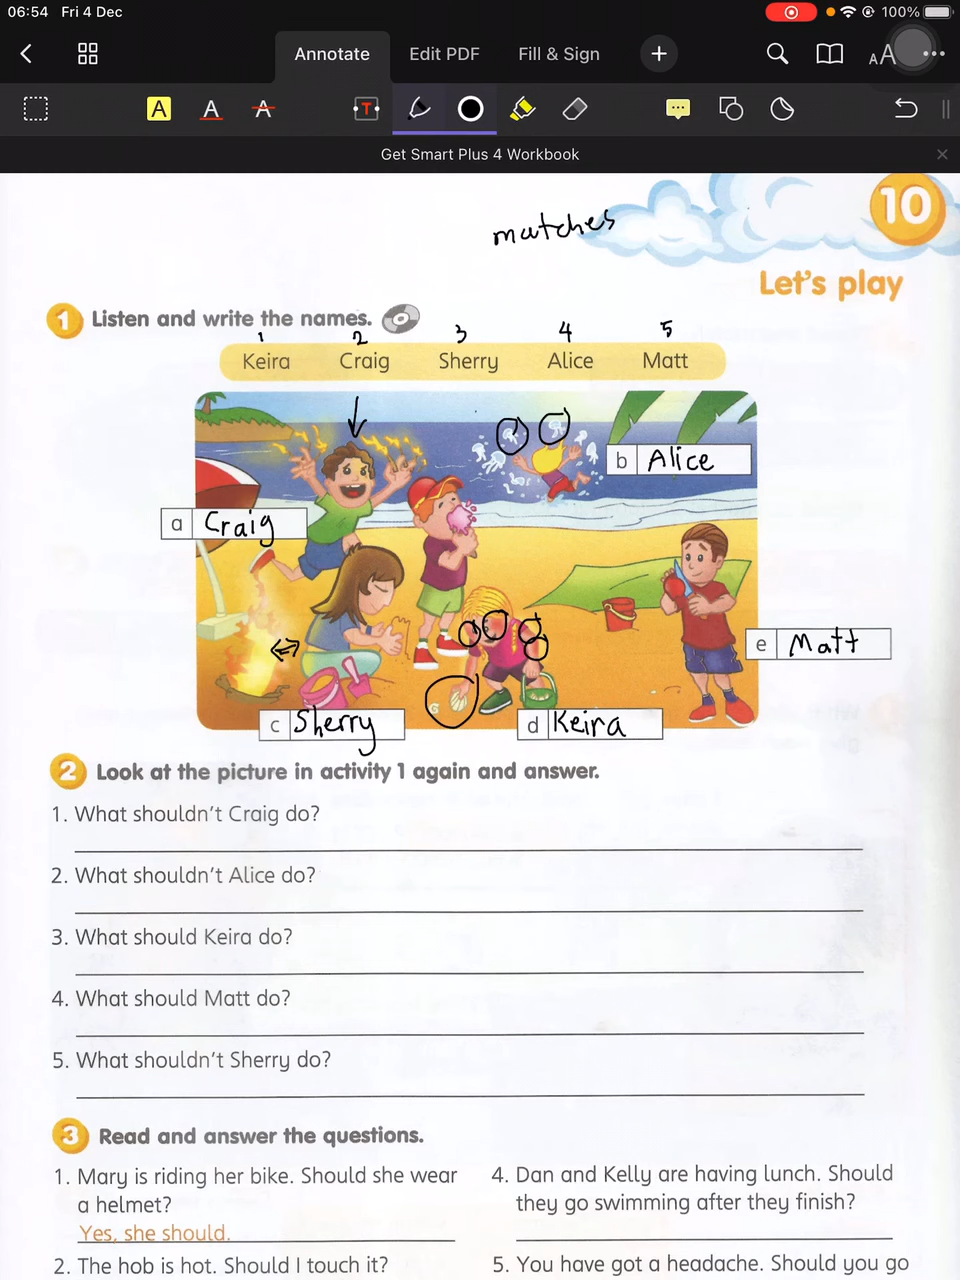 06:54 Fri 4 Dec 100%
Annotate Edit PDF Fill & Sign
AA
A A A T
Get Smart Plus 4 Workbook
10
matches
Let's play
1 Listen and write the names.
1 2 3 4 5
Keira Craig Sherry Alice Matt
b Alice
a Craig
e Matt
c Sherry
d Keira
2 Look at the picture in activity 1 again and answer.
1. What shouldn't Craig do?
2. What shouldn't Alice do?
3. What should Keira do?
4. What should Matt do?
5. What shouldn't Sherry do?
3 Read and answer the questions.
1. Mary is riding her bike. Should she wear
a helmet?
Yes, she should.
2. The hob is hot. Should I touch it?
4. Dan and Kelly are having lunch. Should
they go swimming after they finish?
5. You have got a headache. Should you go